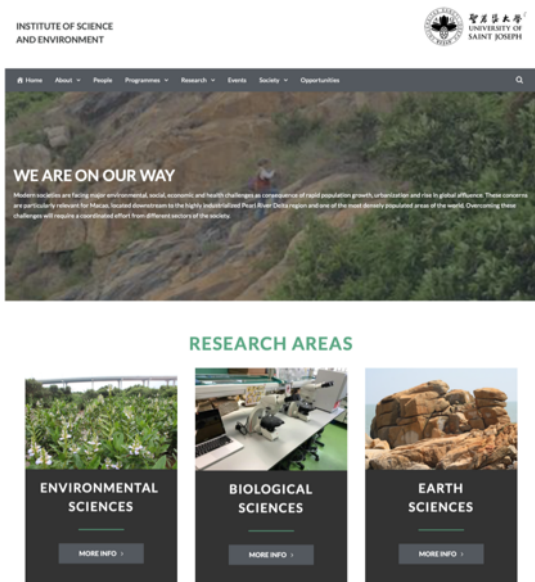 INSTITUTE OF SCIENCE
AND ENVIRONMENT
聖若瑟大學
UNIVERSITY OF
SAINT JOSEPH
Home About People Programmes Research Events Society Opportunities
WE ARE ON OUR WAY
Modern societies are facing major environmental, social, economic and health challenges as consequence of rapid population growth, urbanization and rise in global affluence. These concerns
are particularly relevant for Macao, located downstream to the highly industrialized Pearl River Delta region and one of the most densely populated areas of the world. Overcoming these
challenges will require a coordinated effort from different sectors of the society.
RESEARCH AREAS
ENVIRONMENTAL
SCIENCES
MORE INFO ›
BIOLOGICAL
SCIENCES
MORE INFO ›
EARTH
SCIENCES
MORE INFO ›